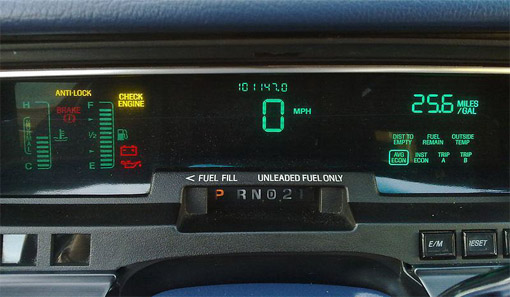 ANTI-LOCK
BRAKE
CHECK
ENGINE
H
NORMAL
C
F
1/2
E
101147.0
0 MPH
25.6 MILES
/GAL
DIST TO
EMPTY
FUEL
REMAIN
OUTSIDE
TEMP
AVG
ECON
INST
ECON
TRIP
A
TRIP
B
< FUEL FILL UNLEADED FUEL ONLY
P R N D 2 1
E/M
RESET